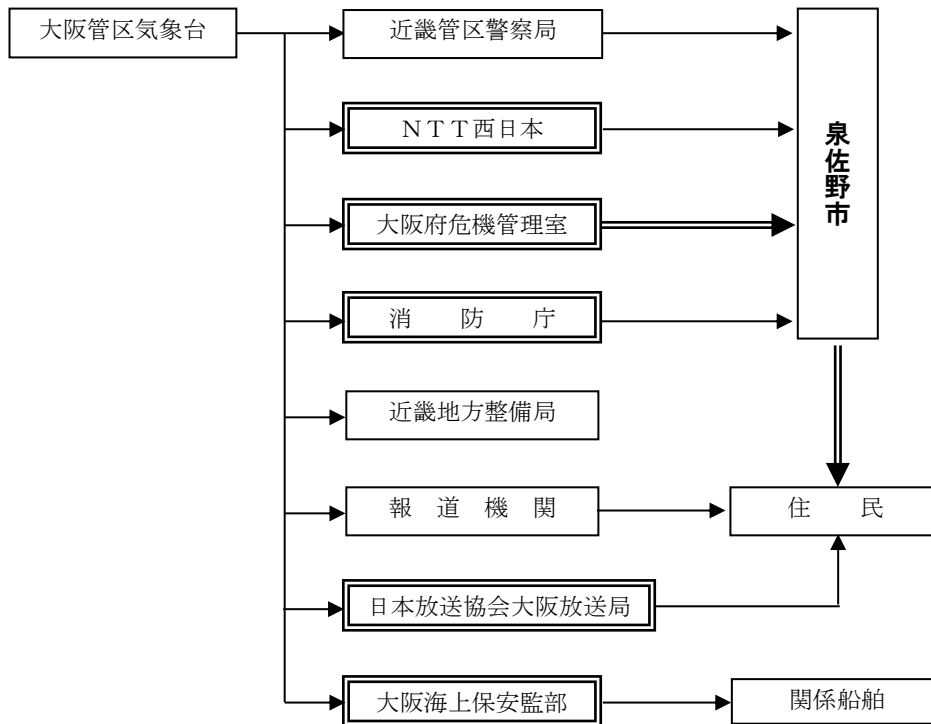 大阪管区気象台
近畿管区警察局
ＮＴＴ西日本
泉佐野市
大阪府危機管理室
消　防　庁
近畿地方整備局
報　道　機　関
住　民
日本放送協会大阪放送局
大阪海上保安監部
関係船舶